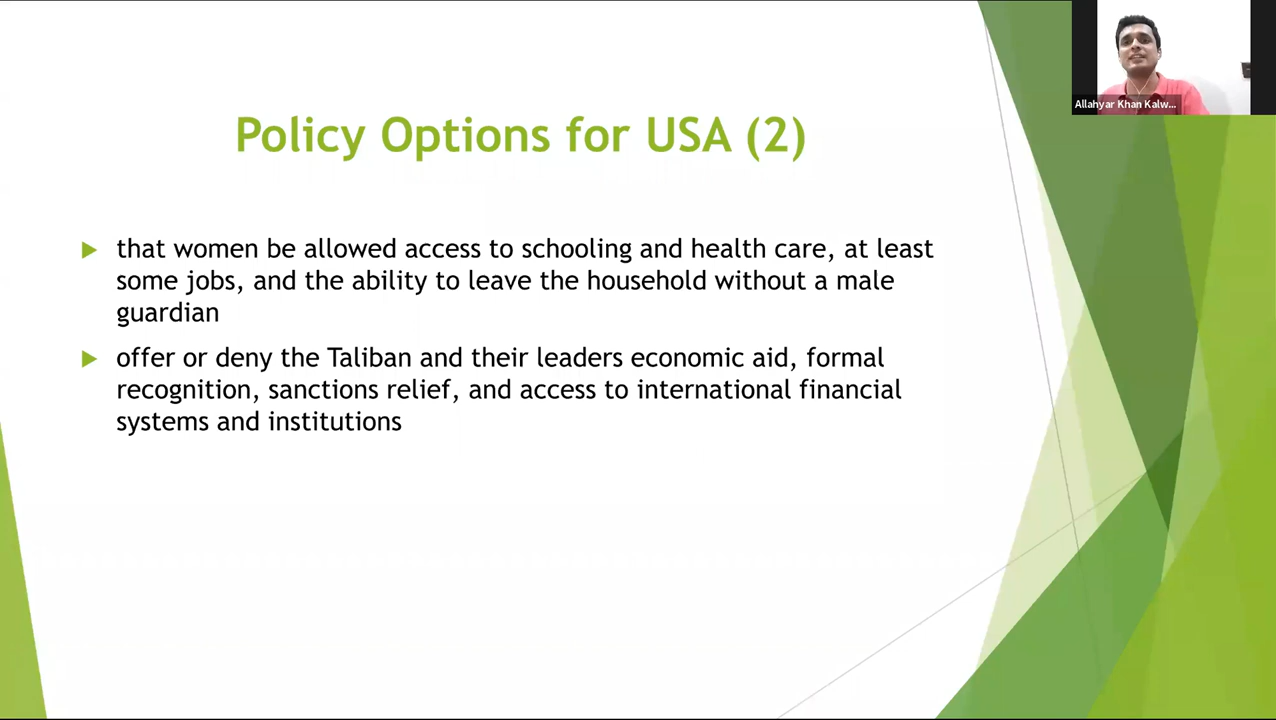 Allahyar Khan Kalw...
Policy Options for USA (2)
that women be allowed access to schooling and health care, at least
some jobs, and the ability to leave the household without a male
guardian
offer or deny the Taliban and their leaders economic aid, formal
recognition, sanctions relief, and access to international financial
systems and institutions